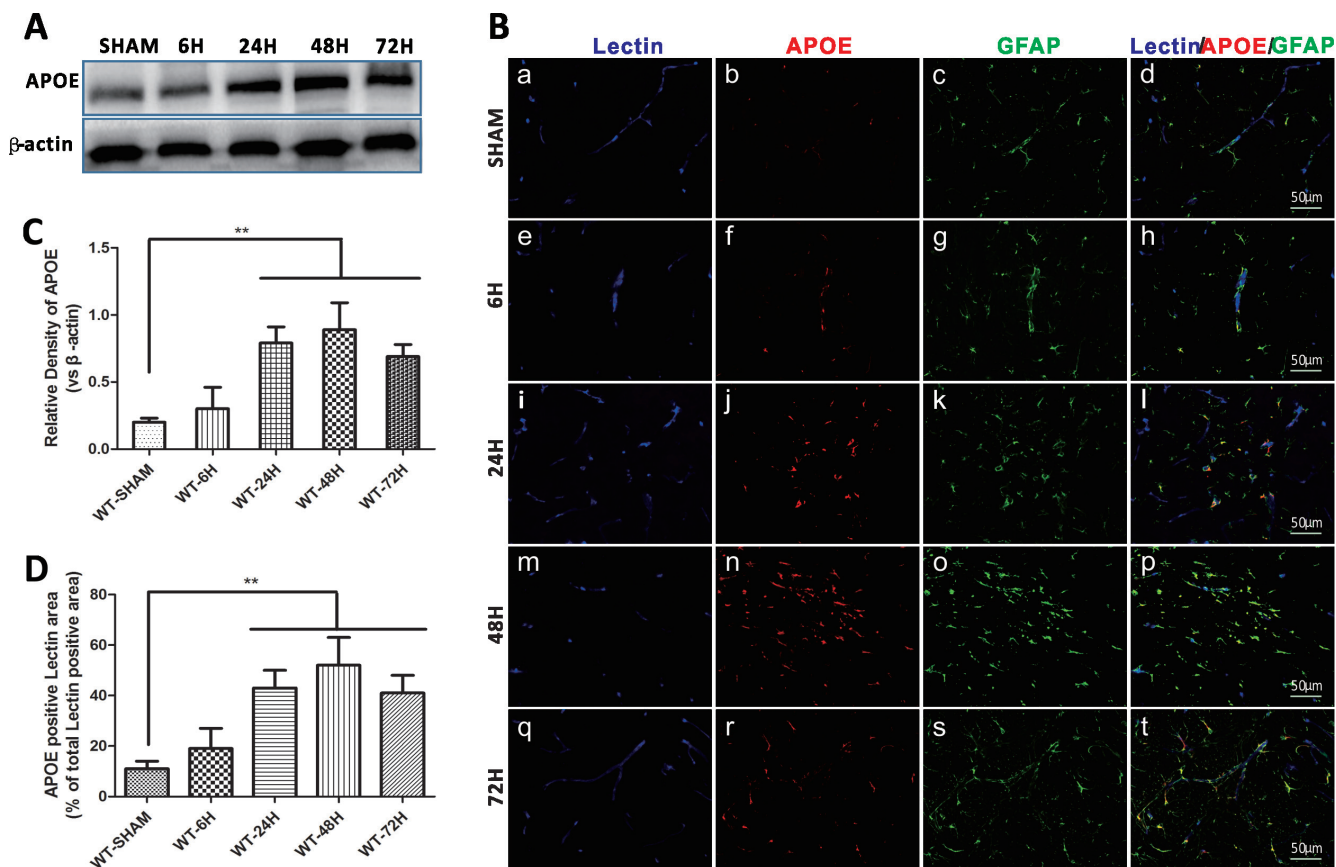 A
SHAM 6H 24H 48H 72H
APOE
β-actin
C
**
Relative Density of APOE
(vs β -actin)
1.5
1.0
0.5
0.0
WT-SHAM
WT-6H
WT-24H
WT-48H
WT-72H
D
**
APOE positive Lectin area
(% of total Lectin positive area)
80
60
40
20
0
WT-SHAM
WT-6H
WT-24H
WT-48H
WT-72H
B
Lectin APOE GFAP Lectin/APOE/GFAP
SHAM
a b c d
50μm
6H
e f g h
50μm
24H
i j k l
50μm
48H
m n o p
50μm
72H
q r s t
50μm